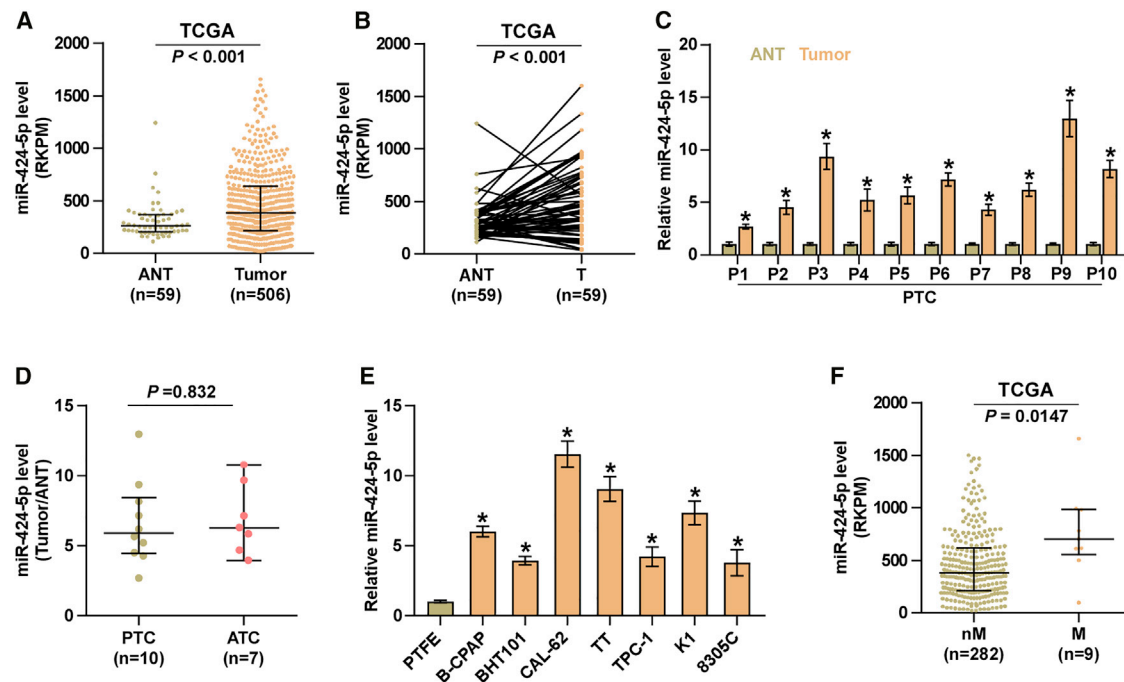 A
TCGA
P < 0.001
miR-424-5p level
(RKPM)
2000
1500
1000
500
0
ANT
(n=59)
Tumor
(n=506)
B
TCGA
P < 0.001
miR-424-5p level
(RKPM)
2000
1500
1000
500
0
ANT
(n=59)
T
(n=59)
C
ANT Tumor
Relative miR-424-5p level
20
15
10
5
0
* * * * * * * * * *
P1 P2 P3 P4 P5 P6 P7 P8 P9 P10
PTC
D
P =0.832
miR-424-5p level
(Tumor/ANT)
15
10
5
0
PTC
(n=10)
ATC
(n=7)
E
Relative miR-424-5p level
15
10
5
0
* * * * * * *
PTFE B-CPAP BHT101 CAL-62 TT TPC-1 K1 8305C
F
TCGA
P = 0.0147
miR-424-5p level
(RKPM)
2000
1500
1000
500
0
nM
(n=282)
M
(n=9)